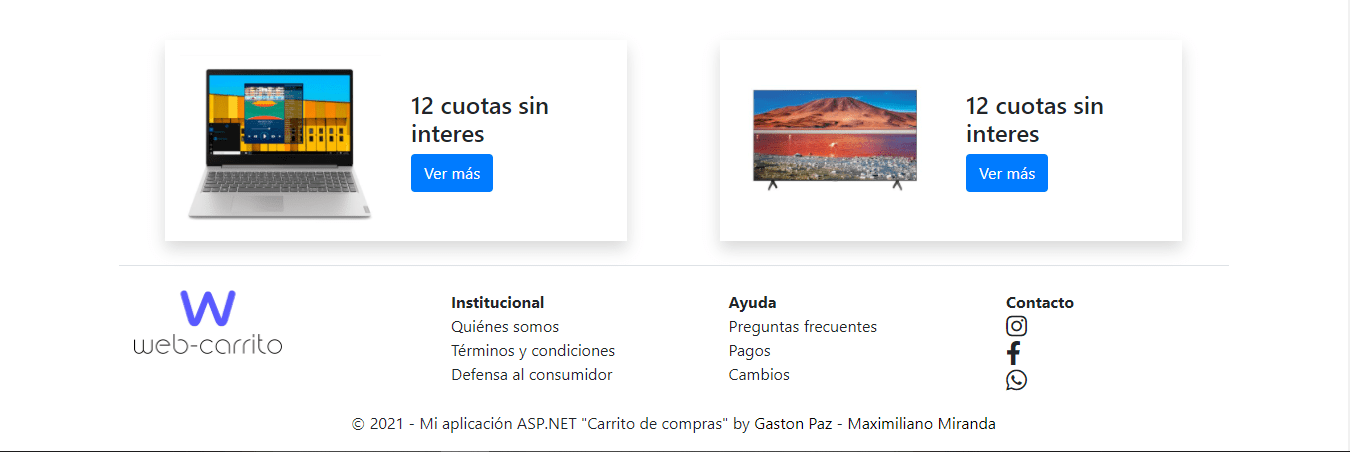 12 cuotas sin
interes
Ver más
12 cuotas sin
interes
Ver más
W
web-carrito
Institucional
Quiénes somos
Términos y condiciones
Defensa al consumidor
Ayuda
Preguntas frecuentes
Pagos
Cambios
Contacto
© 2021 - Mi aplicación ASP.NET "Carrito de compras" by Gaston Paz - Maximiliano Miranda